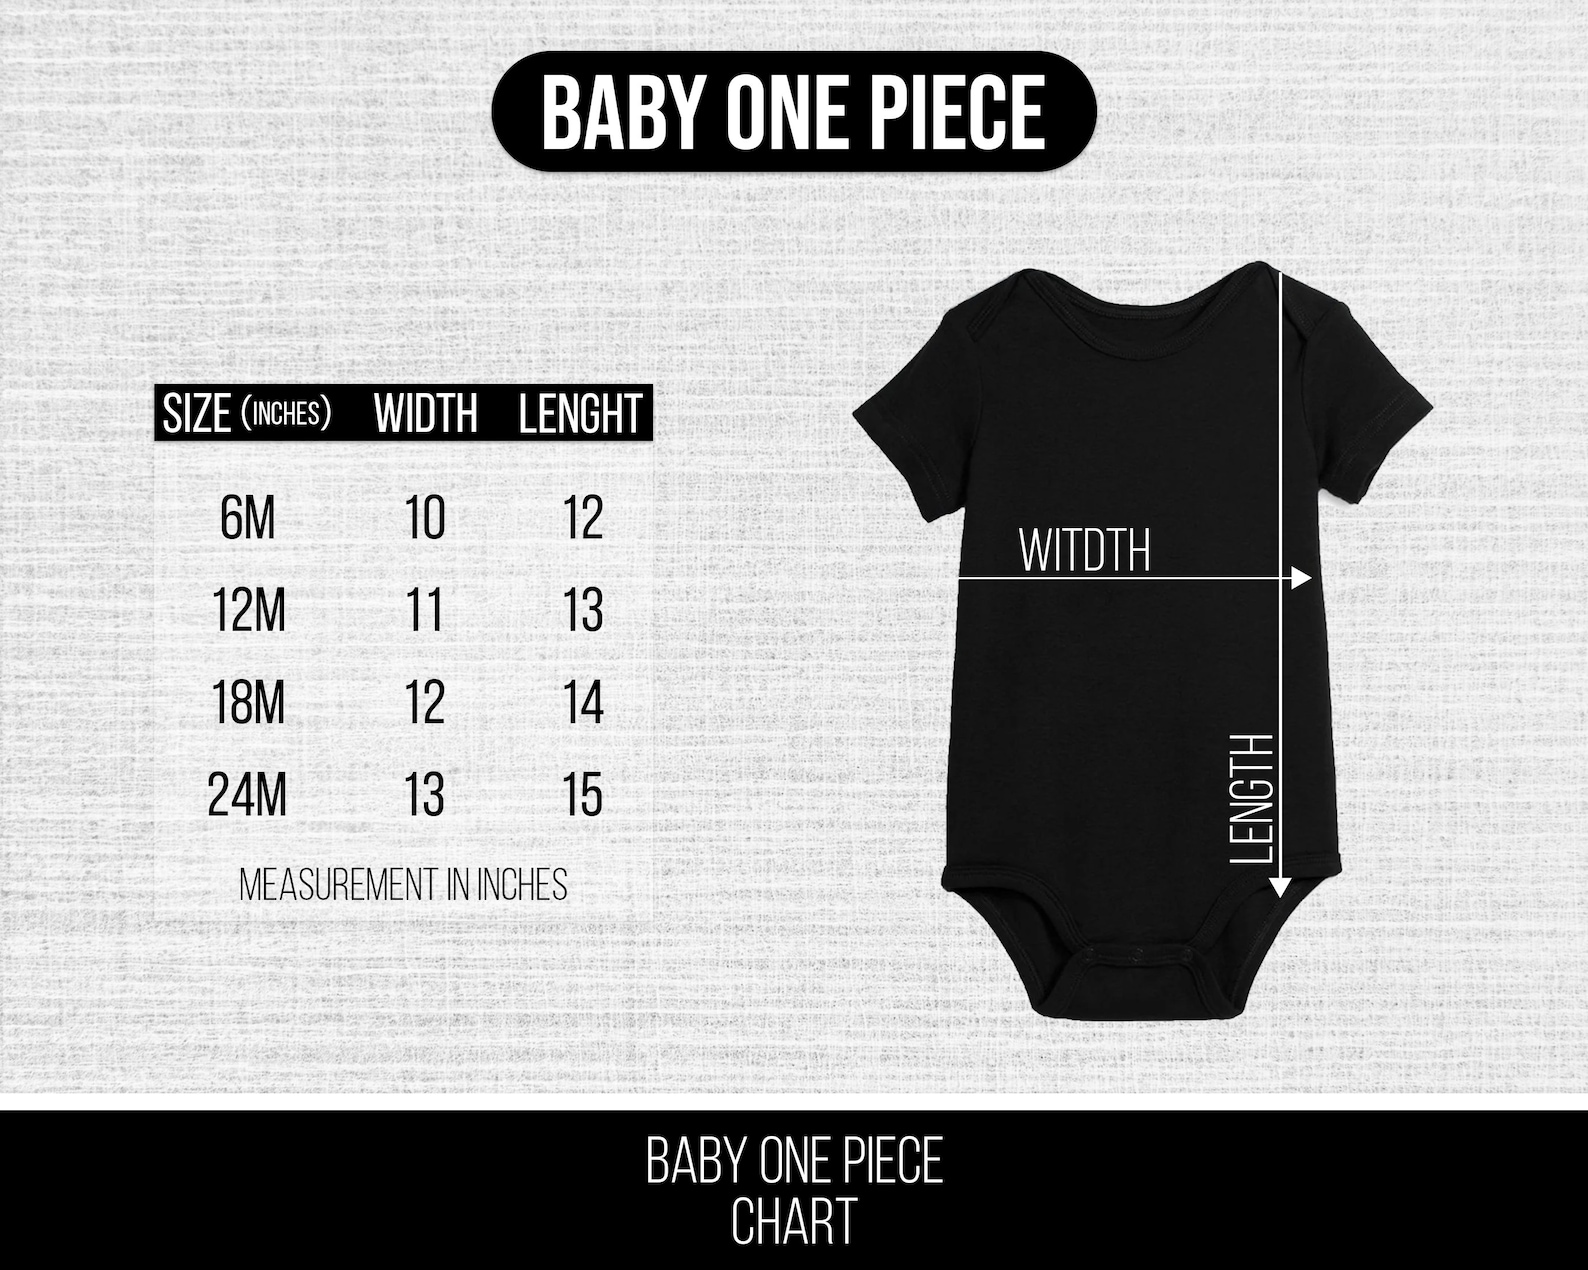 BABY ONE PIECE
SIZE (INCHES) WIDTH LENGHT
6M 10 12
12M 11 13
18M 12 14
24M 13 15
MEASUREMENT IN INCHES
WITDTH
LENGTH
BABY ONE PIECE
CHART